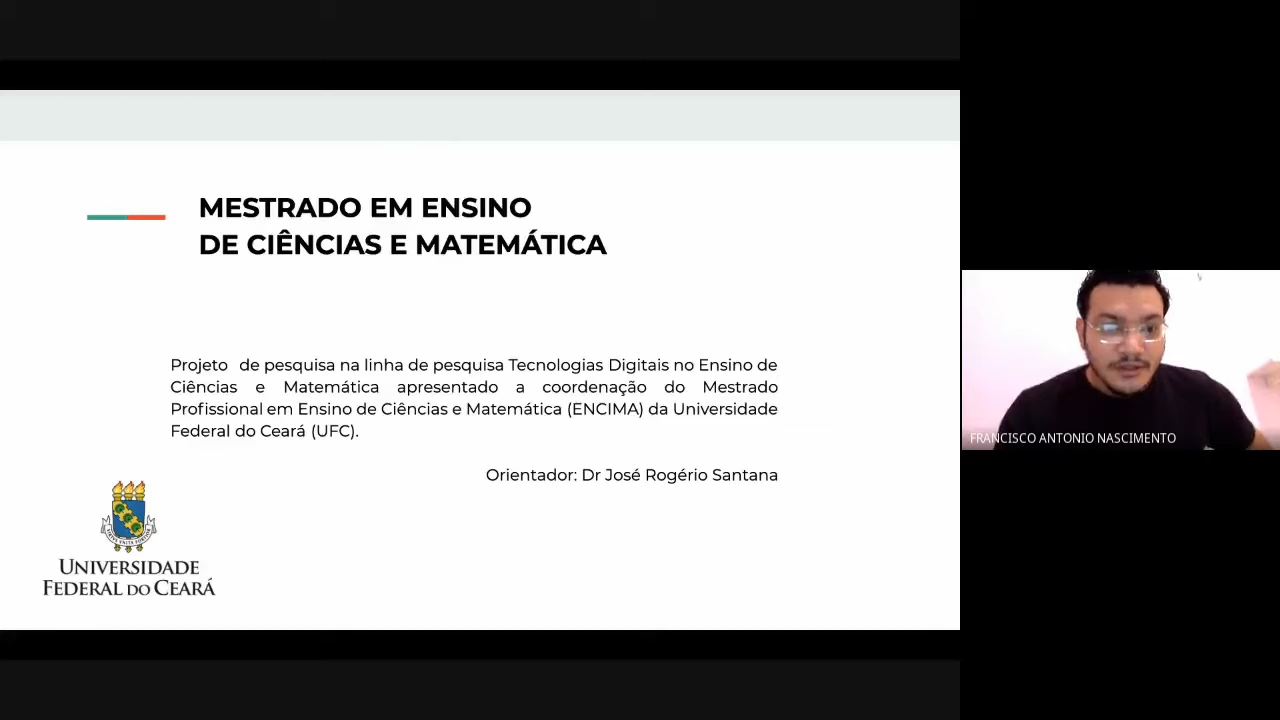 MESTRADO EM ENSINO
DE CIÊNCIAS E MATEMÁTICA
Projeto de pesquisa na linha de pesquisa Tecnologias Digitais no Ensino de
Ciências e Matemática apresentado a coordenação do Mestrado
Profissional em Ensino de Ciências e Matemática (ENCIMA) da Universidade
Federal do Ceará (UFC).
Orientador: Dr José Rogério Santana
UNIVERSIDADE
FEDERAL DO CEARÁ
FRANCISCO ANTONIO NASCIMENTO